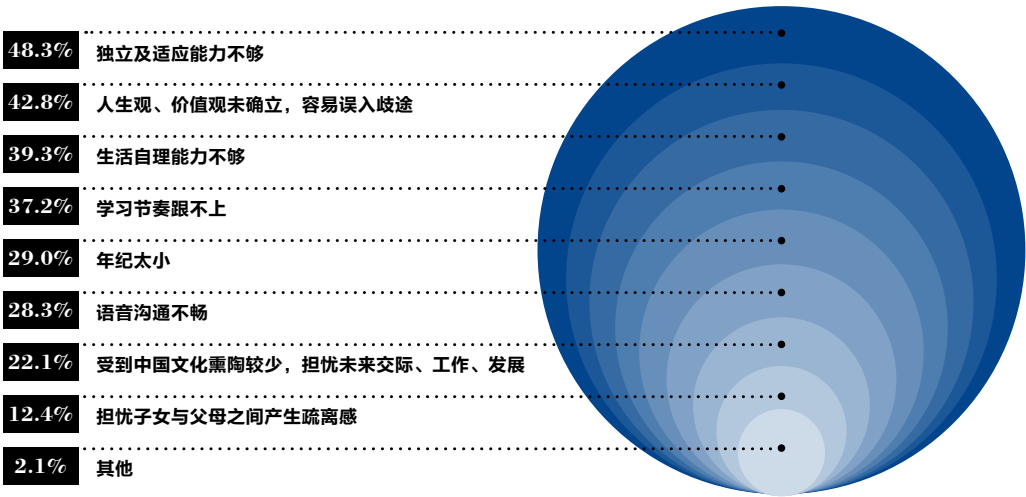 48.3% 独立及适应能力不够
42.8% 人生观、价值观未确立，容易误入歧途
39.3% 生活自理能力不够
37.2% 学习节奏跟不上
29.0% 年纪太小
28.3% 语音沟通不畅
22.1% 受到中国文化熏陶较少，担忧未来交际、工作、发展
12.4% 担忧子女与父母之间产生疏离感
2.1% 其他